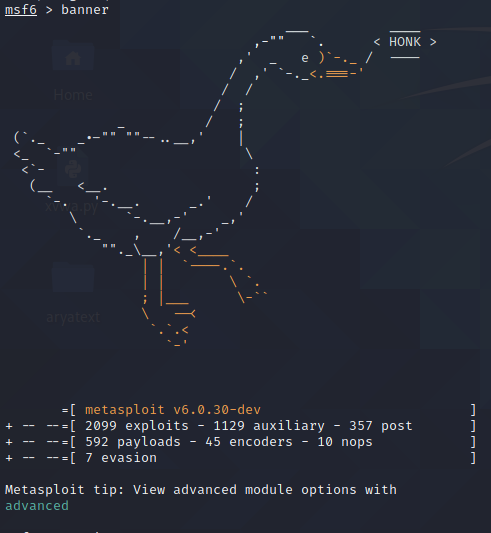 msf6 > banner
< HONK >
Home
aryatext
=[ metasploit v6.0.30-dev ]
+ -- --=[ 2099 exploits - 1129 auxiliary - 357 post ]
+ -- --=[ 592 payloads - 45 encoders - 10 nops ]
+ -- --=[ 7 evasion ]
Metasploit tip: View advanced module options with
advanced